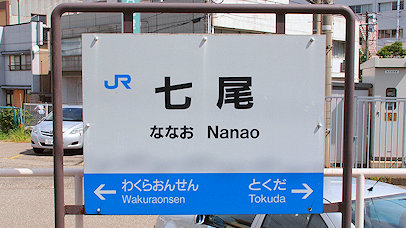 JR
七尾
ななお Nanao
← わくらおんせん とくだ →
Wakuraonsen Tokuda